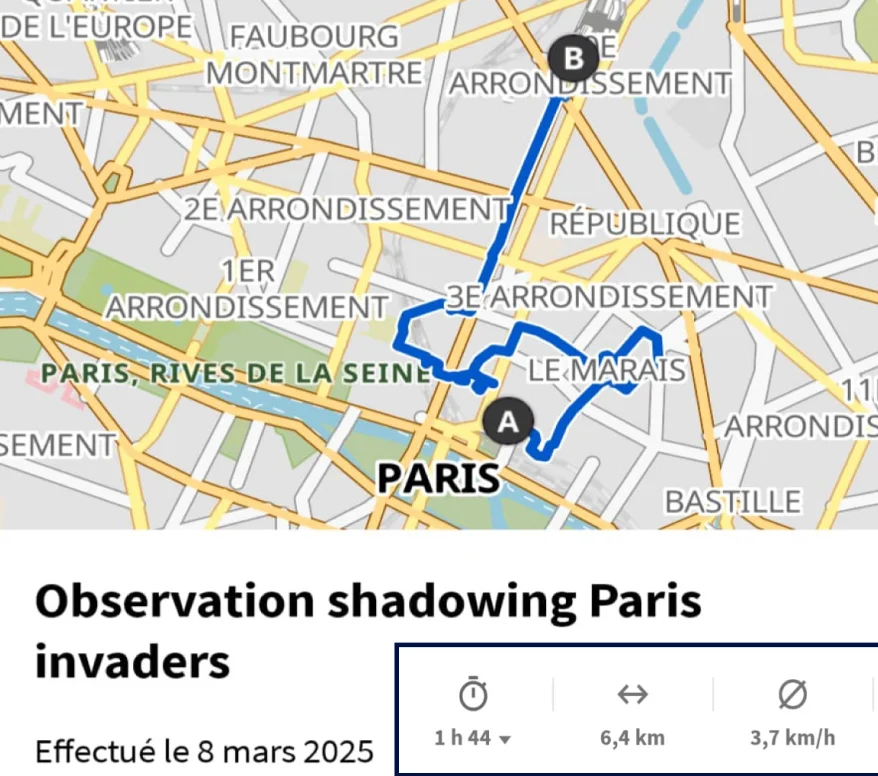 DE L'EUROPE
FAUBOURG
MONTMARTRE
B
ARRONDISSEMENT
MENT
B
2E ARRONDISSEMENT
RÉPUBLIQUE
1ER
ARRONDISSEMENT
3E ARRONDISSEMENT
PARIS, RIVES DE LA SEINE
LE MARAIS
11
A
ARRONDIS
SEMENT
PARIS
BASTILLE
Observation shadowing Paris
invaders
1 h 44
6,4 km
3,7 km/h
Effectué le 8 mars 2025